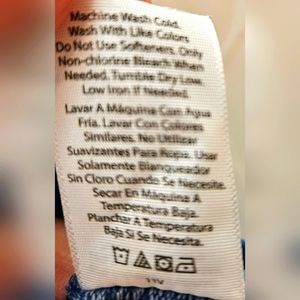 Machine Wash Cold.
Wash With Like Colors
Do Not Use Softeners. Only
Non-chlorine Bleach When
Needed. Tumble Dry Low.
Low Iron If Needed.
Lavar A Máquina Con Agua
Fría. Lavar Con Colores
Similares. No Utilizar
Suavizantes Para Ropa. Usar
Solamente Blanqueador
Sin Cloro Cuando Se Necesite.
Secar En Máquina A
Temperatura Baja.
Planchar A Temperatura
Baja Si Se Necesita.